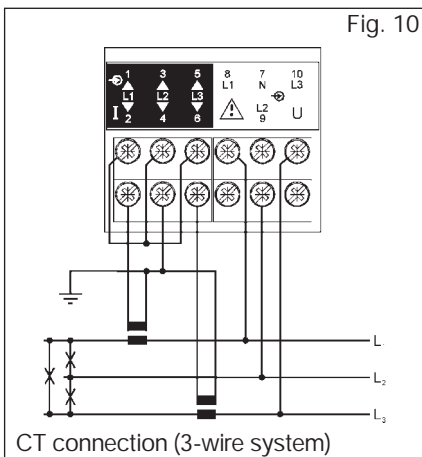 Fig. 10
1 3 5 8 7 10
L1 N L3
L1 L2 L3
I L2 U
2 4 6 9
L
L2
L3
CT connection (3-wire system)